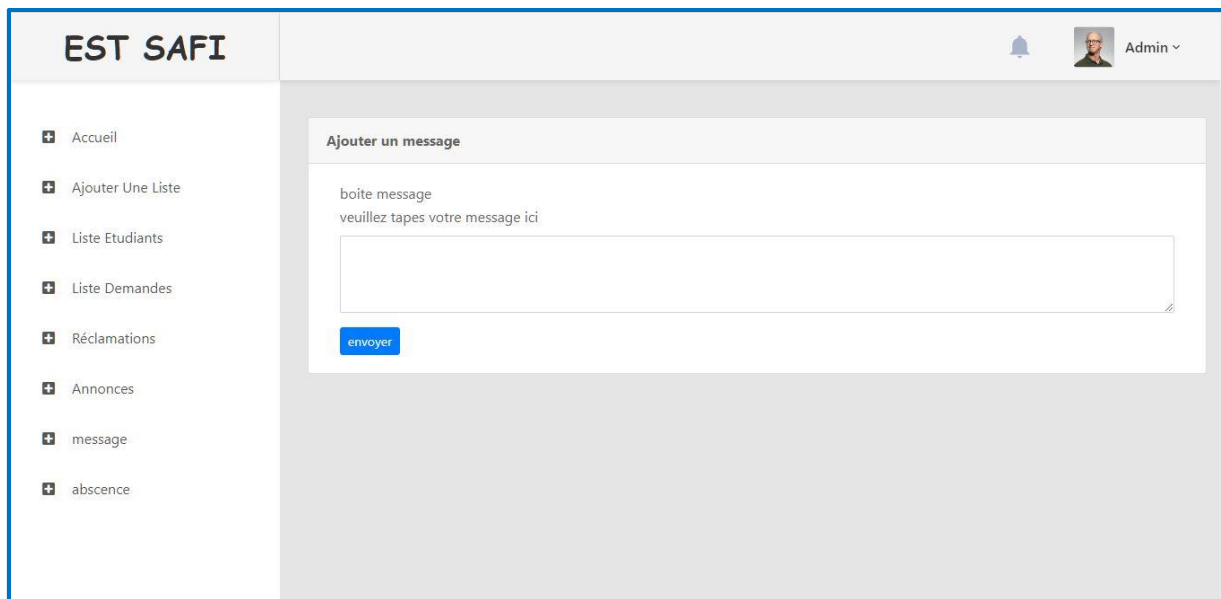 EST SAFI
Admin
Accueil
Ajouter Une Liste
Liste Etudiants
Liste Demandes
Réclamations
Annonces
message
abscence
Ajouter un message
boite message
veuillez tapes votre message ici
envoyer